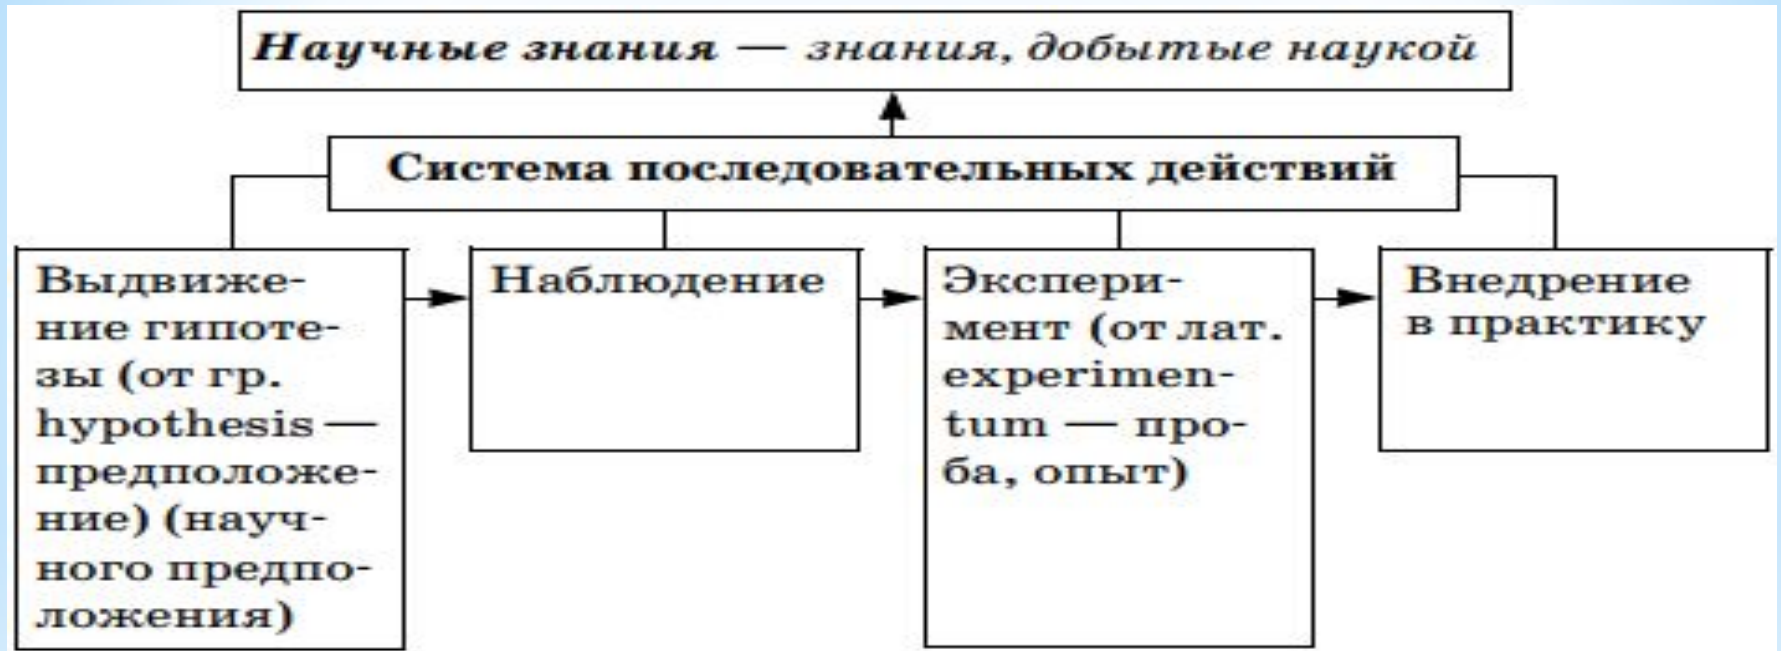 Научные знания — знания, добытые наукой
Система последовательных действий
Выдвиже-
ние гипоте-
зы (от гр.
hypothesis —
предположе-
ние) (науч-
ного предпо-
ложения)
Наблюдение
Экспери-
мент (от лат.
experimen-
tum — про-
ба, опыт)
Внедрение
в практику